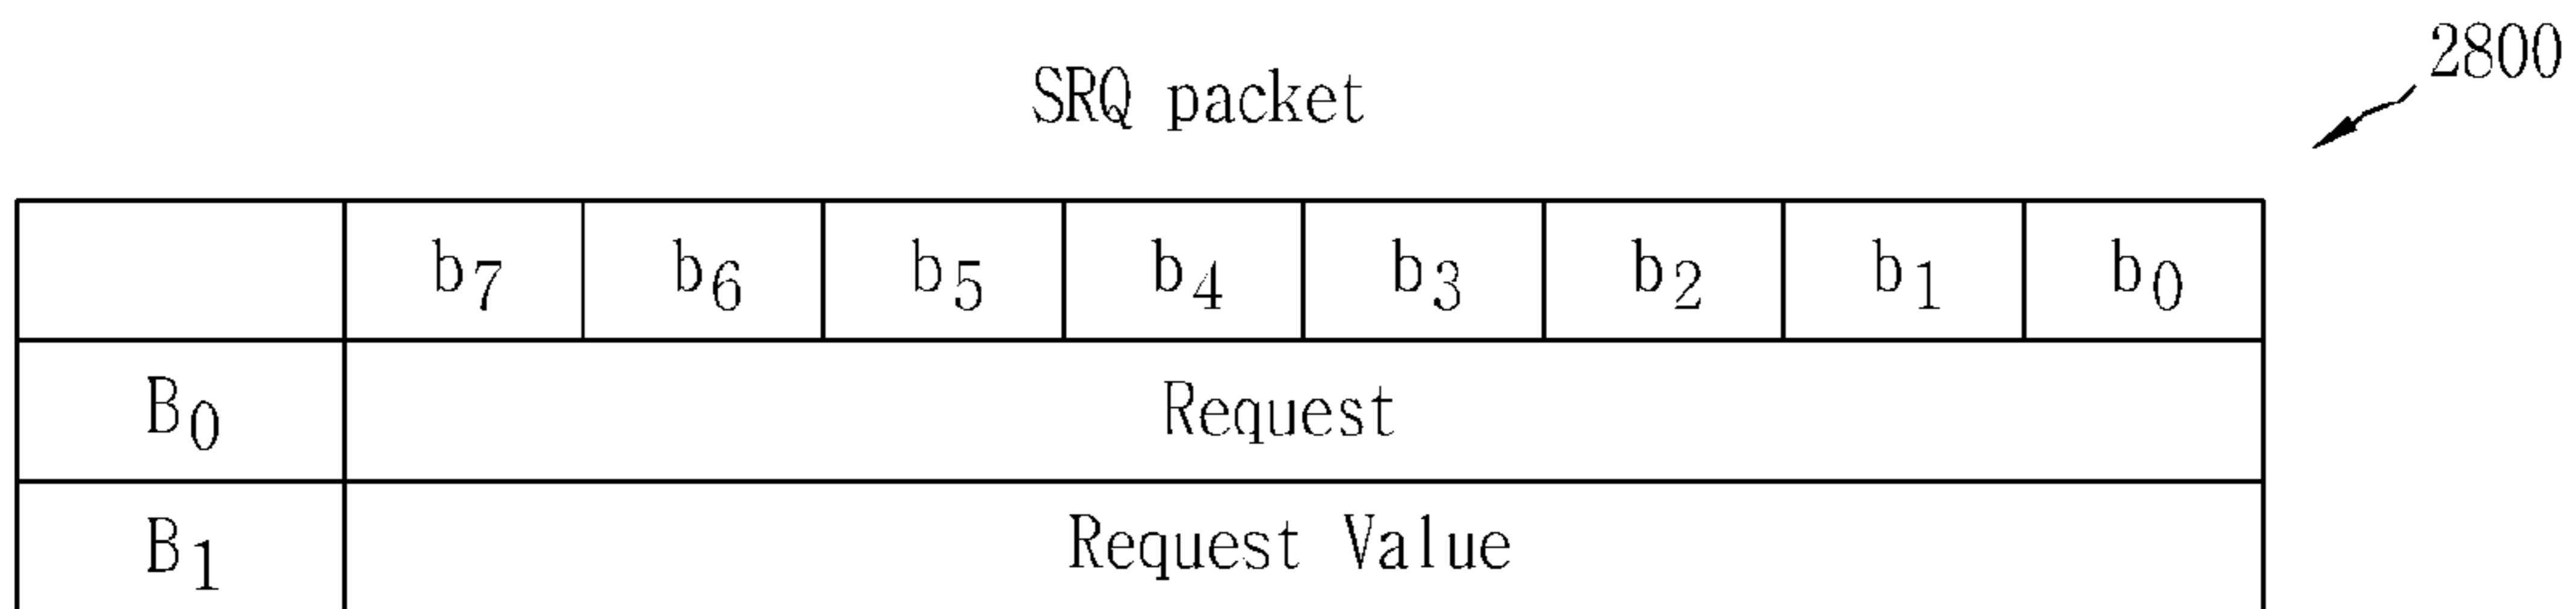 2800
SRQ packet
b7 b6 b5 b4 b3 b2 b1 b0
B0 Request
B1 Request Value